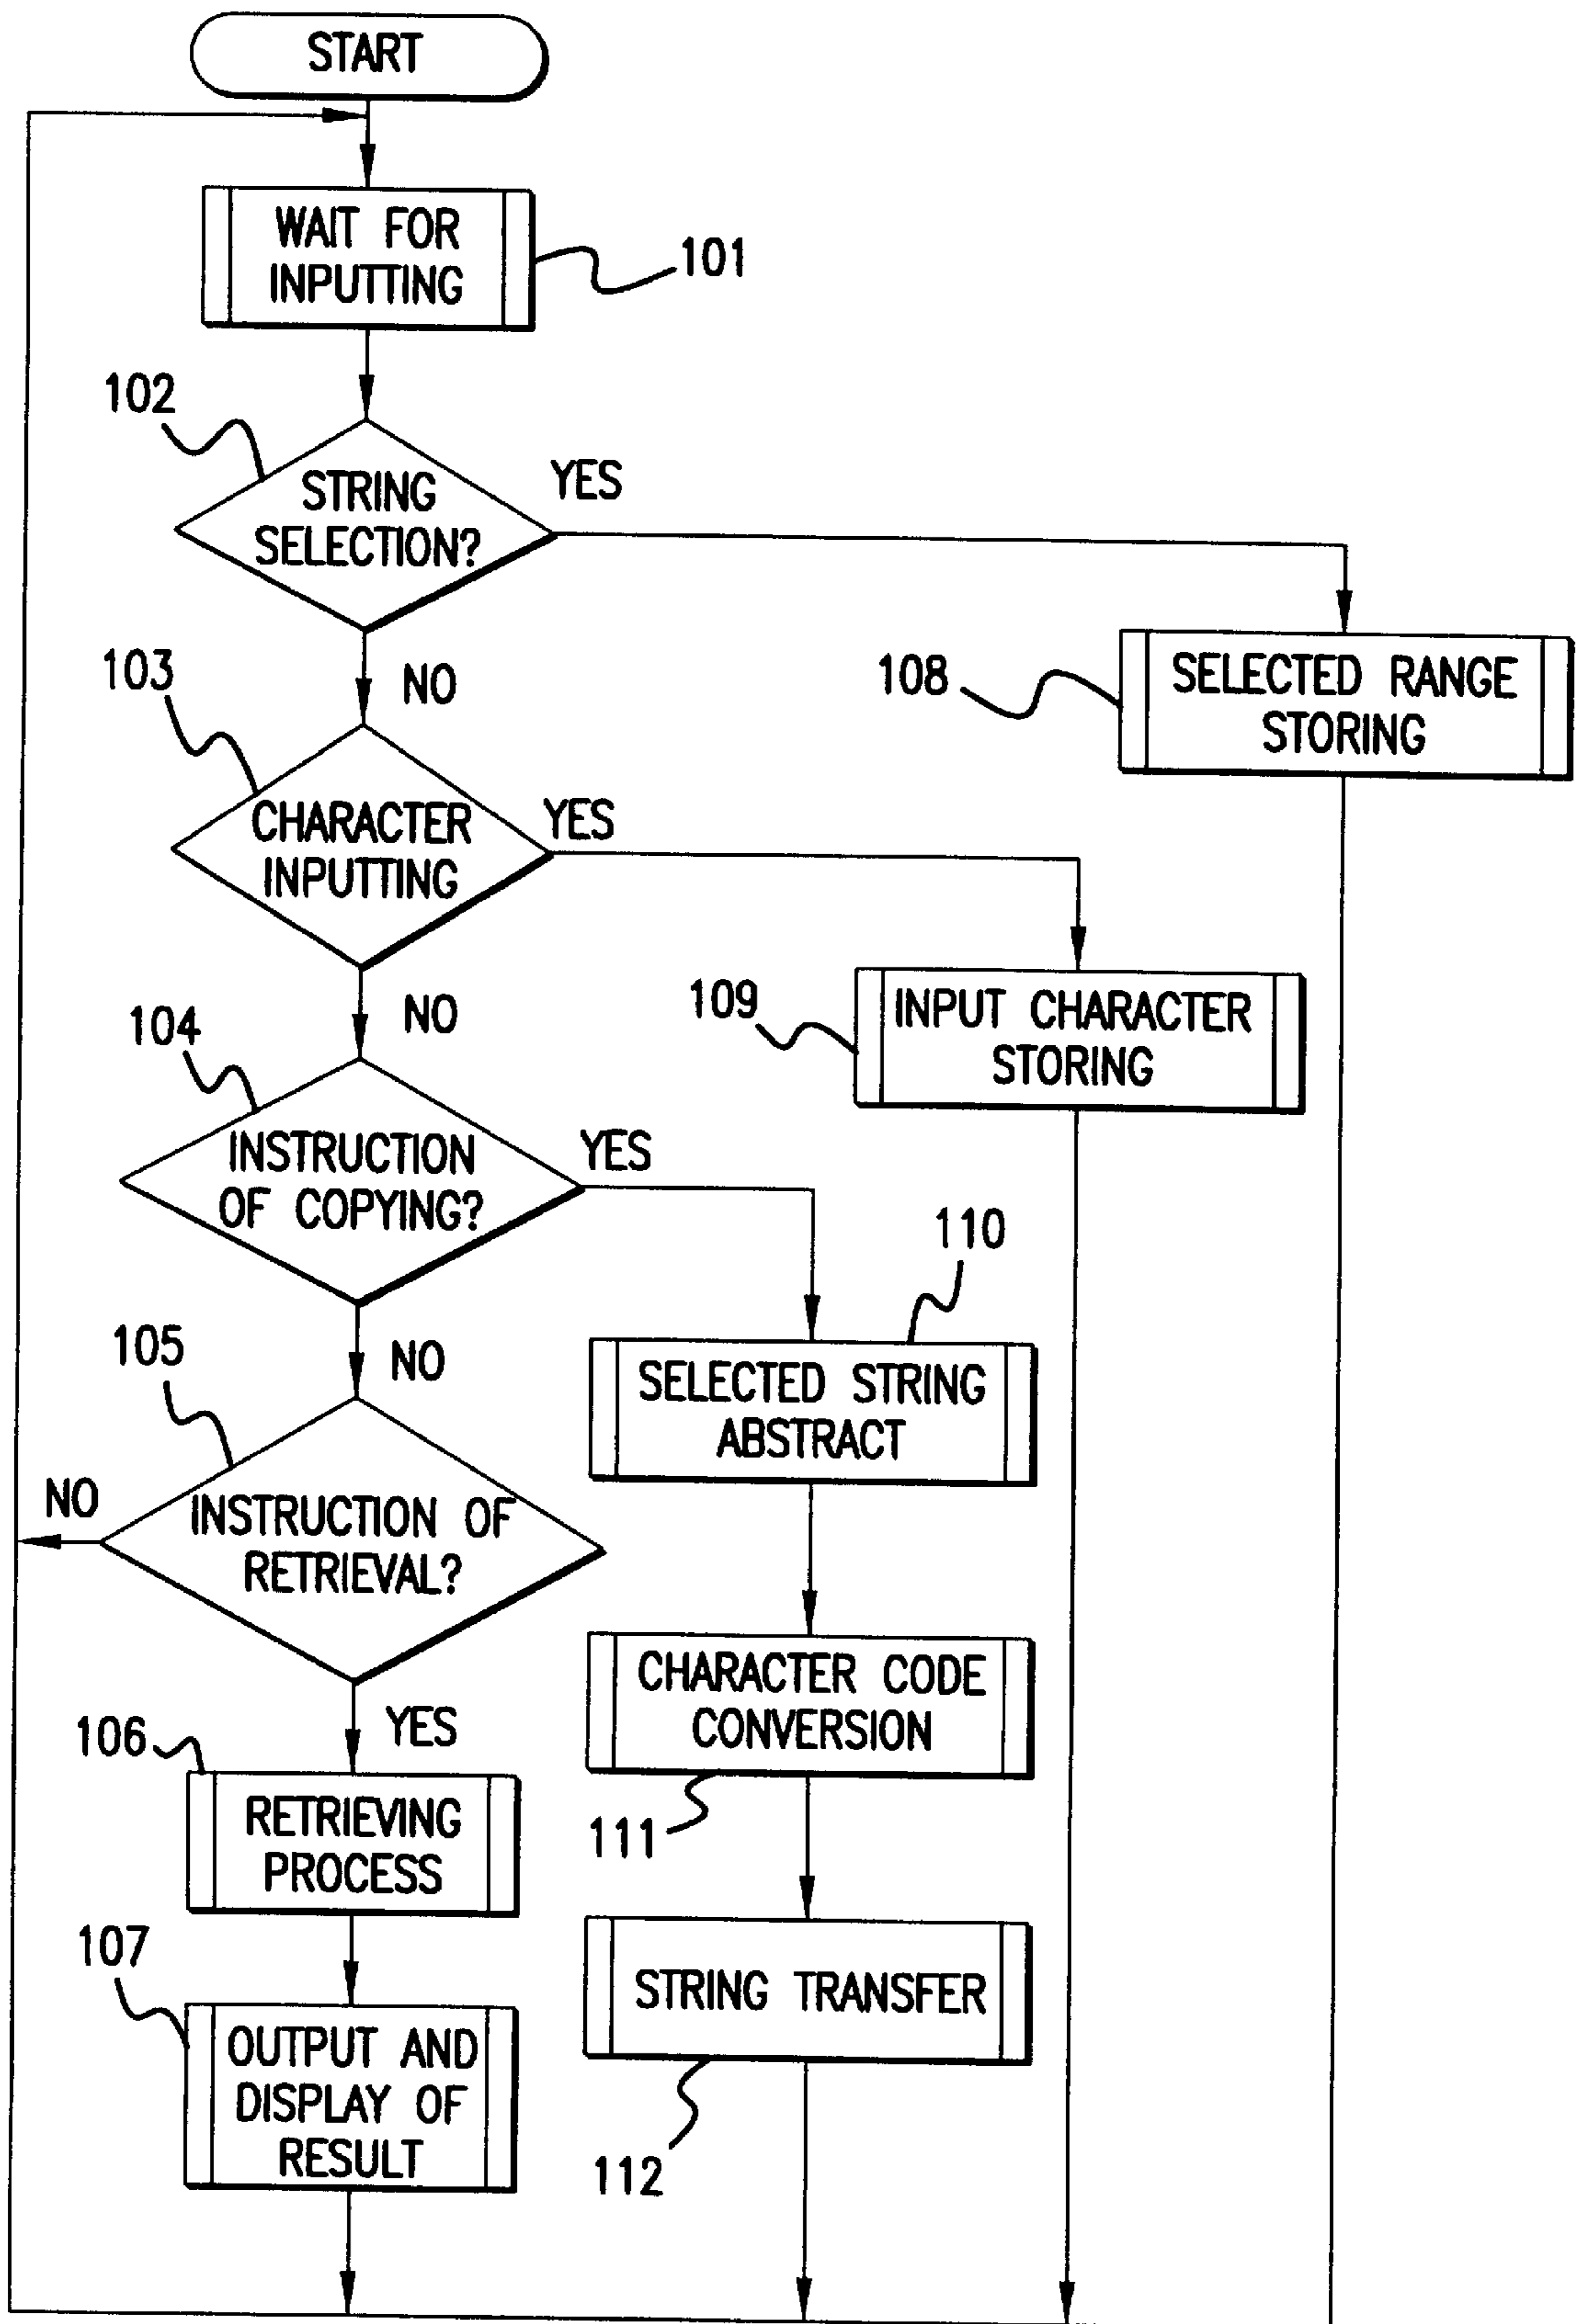 START
WAIT FOR
INPUTTING
101
102
STRING
SELECTION?
YES
NO
108
SELECTED RANGE
STORING
103
CHARACTER
INPUTTING
YES
NO
109
INPUT CHARACTER
STORING
104
INSTRUCTION
OF COPYING?
YES
NO
110
SELECTED STRING
ABSTRACT
105
INSTRUCTION OF
RETRIEVAL?
NO
YES
CHARACTER CODE
CONVERSION
111
106
RETRIEVING
PROCESS
STRING TRANSFER
112
107
OUTPUT AND
DISPLAY OF
RESULT